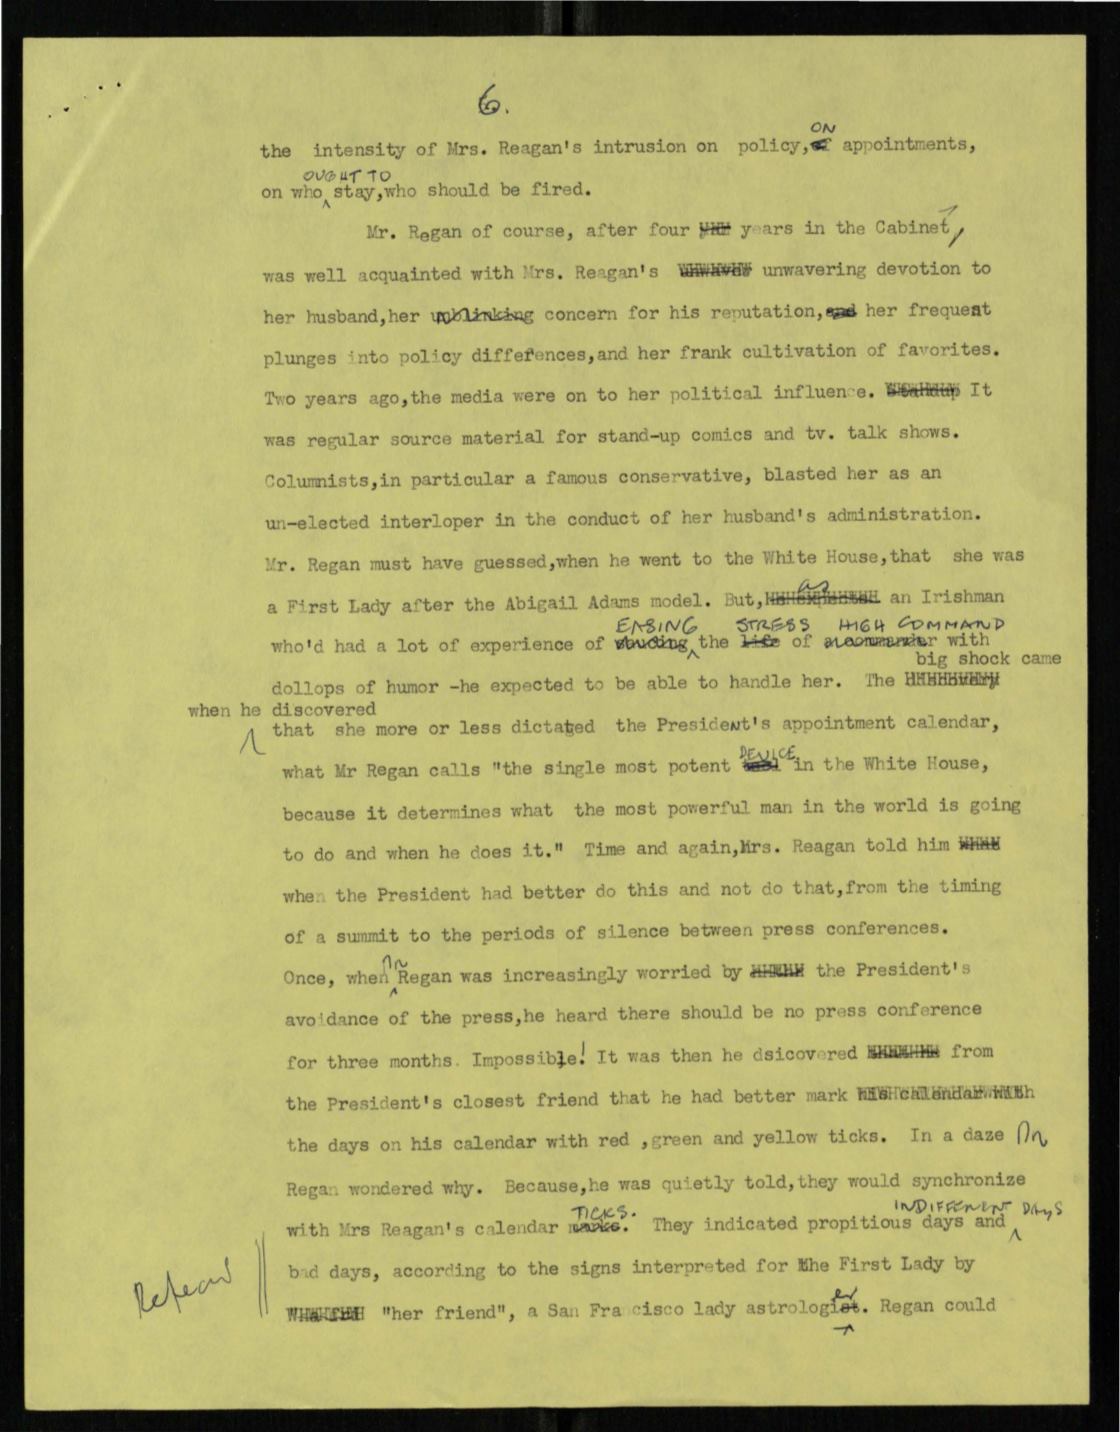 6.
ON
the intensity of Mrs. Reagan's intrusion on policy, of appointments,
OUGHT TO
on who stay,who should be fired.
Mr. Regan of course, after four years in the Cabinet,
was well acquainted with Mrs. Reagan's unwavering devotion to
her husband,her unblinking concern for his reputation,and her frequent
plunges into policy differences,and her frank cultivation of favorites.
Two years ago,the media were on to her political influence. Standup It
was regular source material for stand-up comics and tv. talk shows.
Columnists,in particular a famous conservative, blasted her as an
un-elected interloper in the conduct of her husband's administration.
Mr. Regan must have guessed,when he went to the White House,that she was
as
a First Lady after the Abigail Adams model. But, an Irishman
EASING STRESS HIGH COMMAND
who'd had a lot of experience of the life of a commander with
big shock came
dollops of humor -he expected to be able to handle her. The discovery
when he discovered
that she more or less dictated the President's appointment calendar,
DEVICE
what Mr Regan calls "the single most potent tool in the White House,
because it determines what the most powerful man in the world is going
to do and when he does it." Time and again,Mrs. Reagan told him
when the President had better do this and not do that,from the timing
of a summit to the periods of silence between press conferences.
Mr
Once, when Regan was increasingly worried by the President's
avoidance of the press,he heard there should be no press conference
for three months. Impossible! It was then he dsicovered from
the President's closest friend that he had better mark his calendar with
the days on his calendar with red ,green and yellow ticks. In a daze Mr
Regan wondered why. Because,he was quietly told,they would synchronize
TICKS. INDIFFERENT DAYS
with Mrs Reagan's calendar marks. They indicated propitious days and
bad days, according to the signs interpreted for the First Lady by
er
"her friend", a San Francisco lady astrologist. Regan could